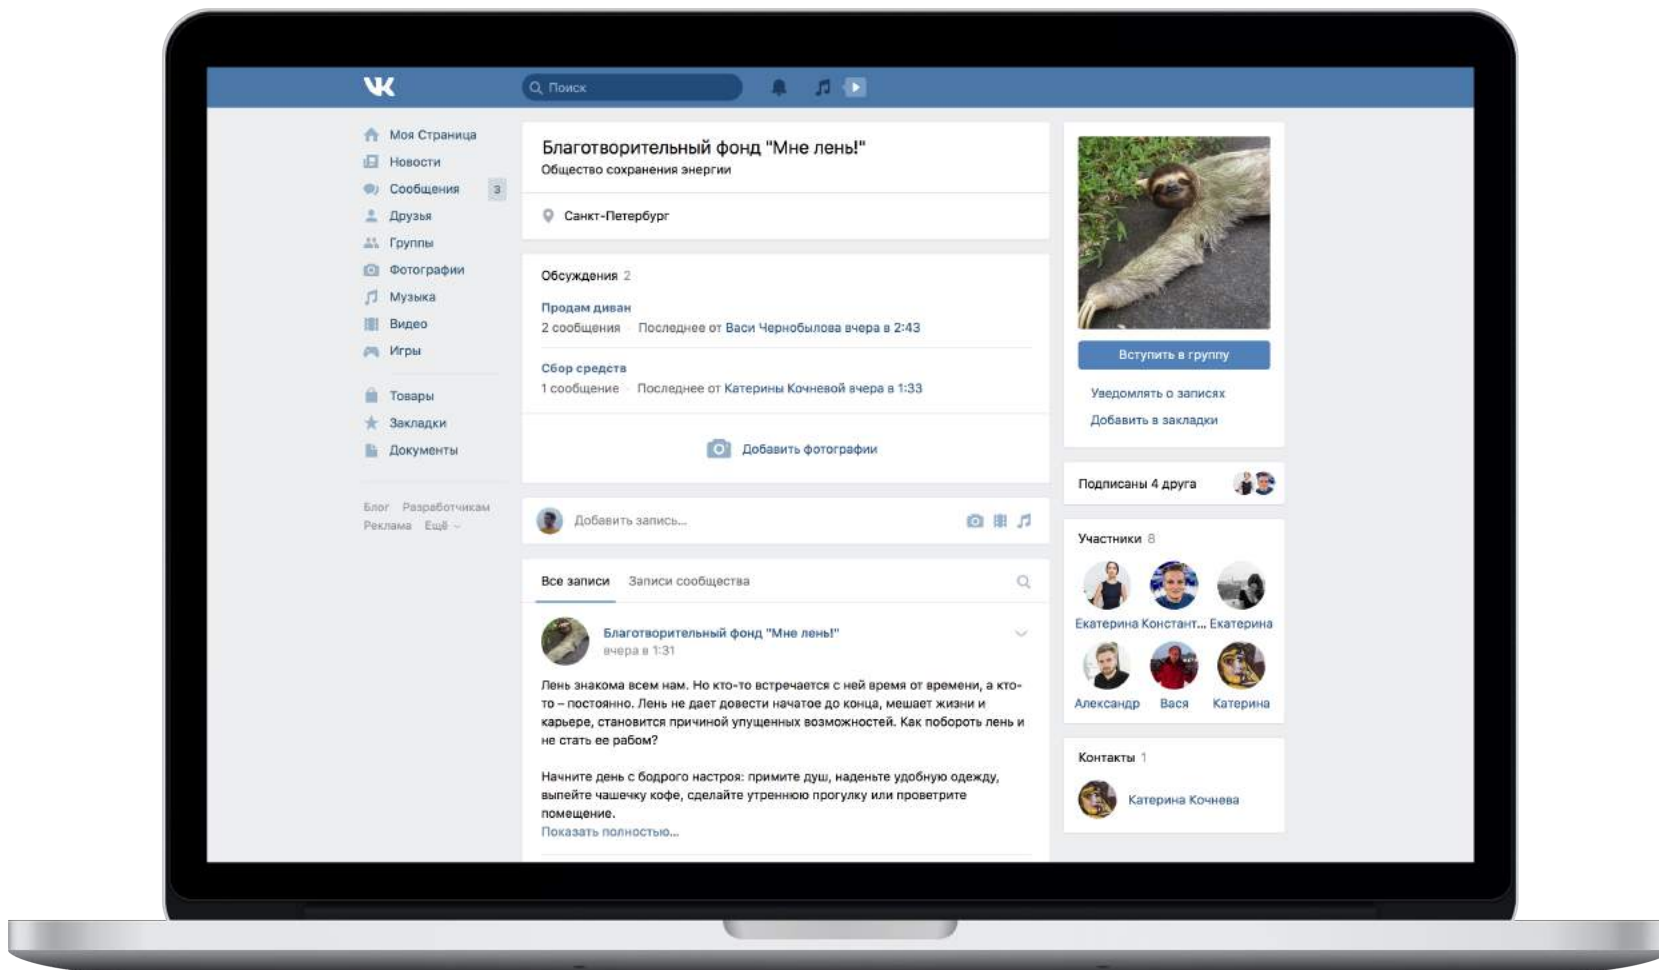 Поиск
Моя Страница
Новости
Сообщения 3
Друзья
Группы
Фотографии
Музыка
Видео
Игры
Товары
Закладки
Документы
Блог Разработчикам
Реклама Ещё
Благотворительный фонд "Мне лень!"
Общество сохранения энергии
Санкт-Петербург
Обсуждения 2
Продам диван
2 сообщения · Последнее от Васи Чернобылова вчера в 2:43
Сбор средств
1 сообщение · Последнее от Катерины Кочневой вчера в 1:33
Добавить фотографии
Добавить запись...
Все записи Записи сообщества
Благотворительный фонд "Мне лень!"
вчера в 1:31
Лень знакома всем нам. Но кто-то встречается с ней время от времени, а кто-
то – постоянно. Лень не дает довести начатое до конца, мешает жизни и
карьере, становится причиной упущенных возможностей. Как побороть лень и
не стать ее рабом?
Начните день с бодрого настроя: примите душ, наденьте удобную одежду,
выпейте чашечку кофе, сделайте утреннюю прогулку или проветрите
помещение.
Показать полностью...
Вступить в группу
Уведомлять о записях
Добавить в закладки
Подписаны 4 друга
Участники 8
Екатерина Констант... Екатерина
Александр Вася Катерина
Контакты 1
Катерина Кочнева